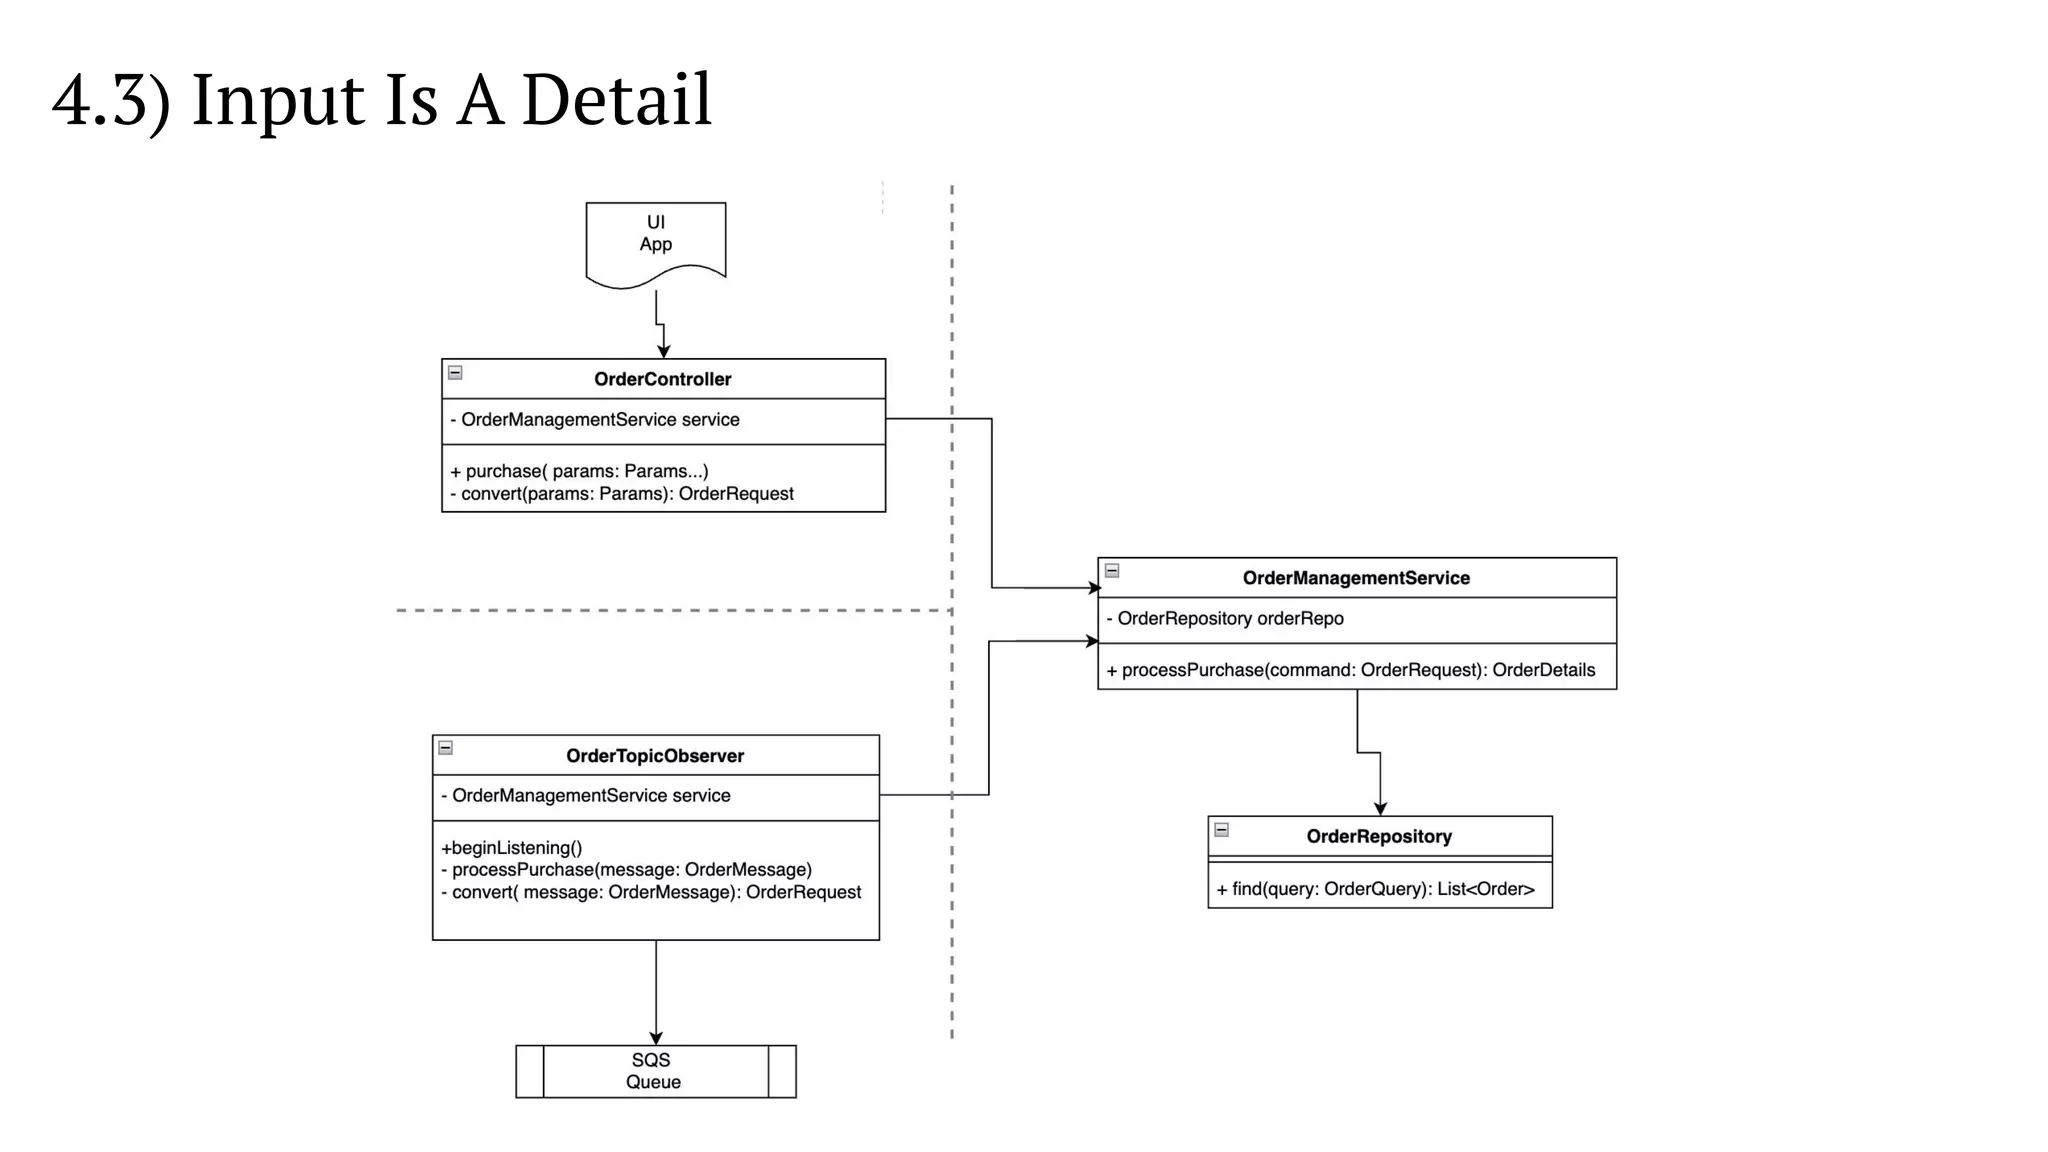 4.3) Input Is A Detail
UI
App
OrderController
- OrderManagementService service
+ purchase( params: Params...)
- convert(params: Params): OrderRequest
OrderManagementService
- OrderRepository orderRepo
+ processPurchase(command: OrderRequest): OrderDetails
OrderTopicObserver
- OrderManagementService service
+beginListening()
- processPurchase(message: OrderMessage)
- convert( message: OrderMessage): OrderRequest
OrderRepository
+ find(query: OrderQuery): List<Order>
SQS
Queue